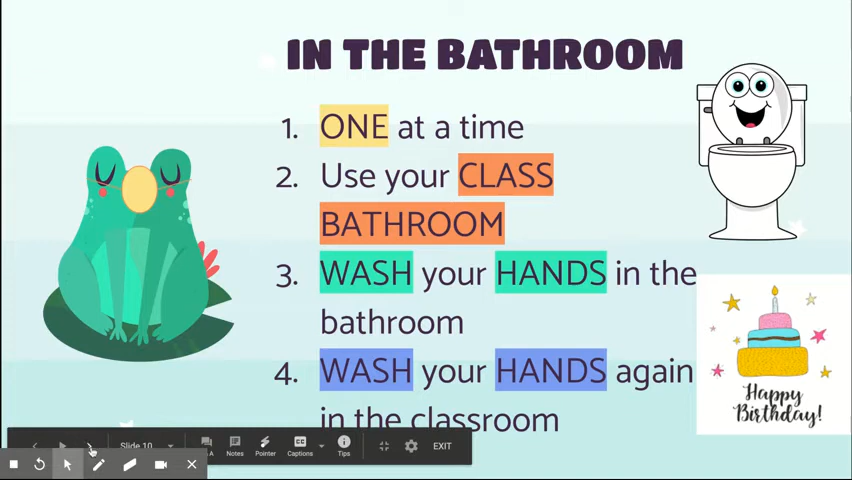 IN THE BATHROOM
1. ONE at a time
2. Use your CLASS
BATHROOM
3. WASH your HANDS in the
bathroom
4. WASH your HANDS again
in the classroom
Happy
Birthday!
Slide 10
Notes
Pointer
Captions
Tips
EXIT